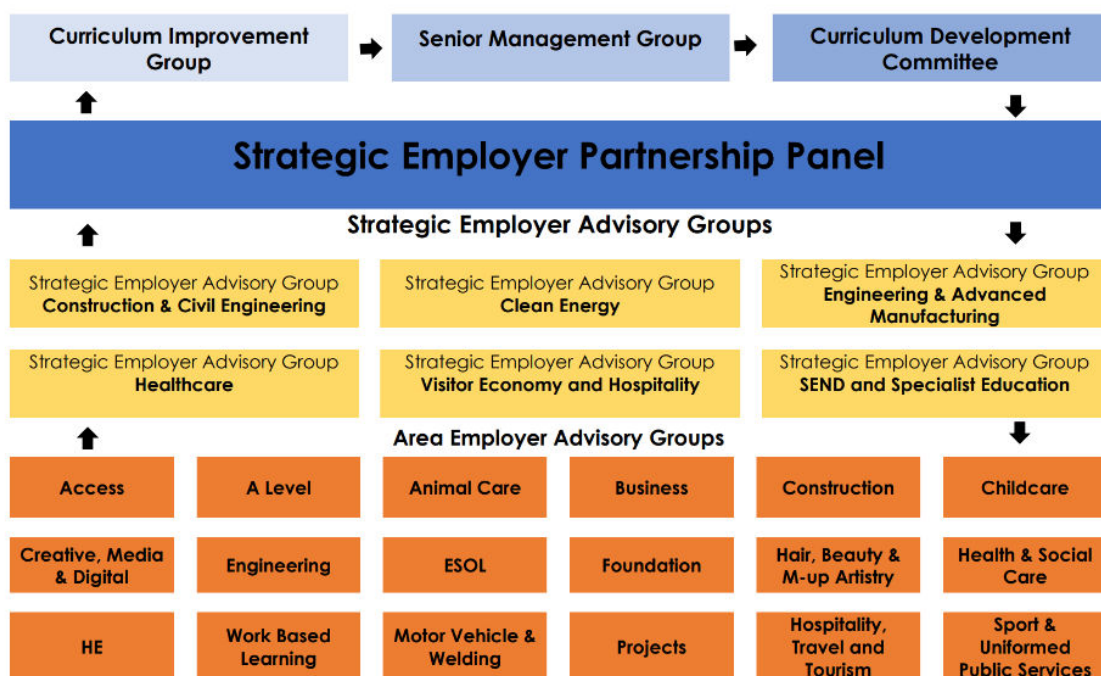 Curriculum Improvement
Group
Senior Management Group
Curriculum Development
Committee
Strategic Employer Partnership Panel
Strategic Employer Advisory Groups
Strategic Employer Advisory Group
Construction & Civil Engineering
Strategic Employer Advisory Group
Clean Energy
Strategic Employer Advisory Group
Engineering & Advanced
Manufacturing
Strategic Employer Advisory Group
Healthcare
Strategic Employer Advisory Group
Visitor Economy and Hospitality
Strategic Employer Advisory Group
SEND and Specialist Education
Area Employer Advisory Groups
Access
A Level
Animal Care
Business
Construction
Childcare
Creative, Media
& Digital
Engineering
ESOL
Foundation
Hair, Beauty &
M-up Artistry
Health & Social
Care
HE
Work Based
Learning
Motor Vehicle &
Welding
Projects
Hospitality,
Travel and
Tourism
Sport &
Uniformed
Public Services